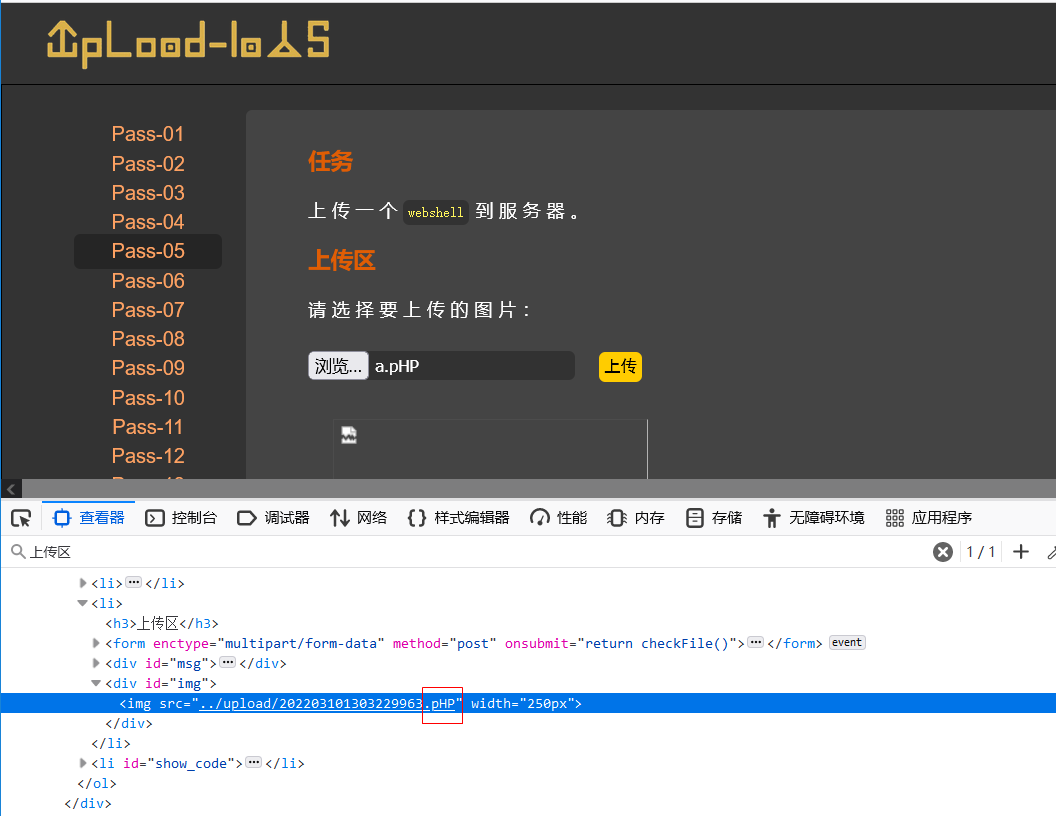 UpLoad-labS
Pass-01
Pass-02
Pass-03
Pass-04
Pass-05
Pass-06
Pass-07
Pass-08
Pass-09
Pass-10
Pass-11
Pass-12
任务
上传一个 webshell 到服务器。
上传区
请选择要上传的图片：
浏览... a.pHP 上传
查看器 控制台 调试器 网络 {} 样式编辑器 性能 内存 存储 无障碍环境 应用程序
上传区 1 / 1 +
<li> ··· </li>
<li>
<h3>上传区</h3>
<form enctype="multipart/form-data" method="post" onsubmit="return checkFile()"> ··· </form> event
<div id="msg"> ··· </div>
<div id="img">
<img src="../upload/202203101303229963.pHP" width="250px">
</div>
</li>
<li id="show_code"> ··· </li>
</ol>
</div>